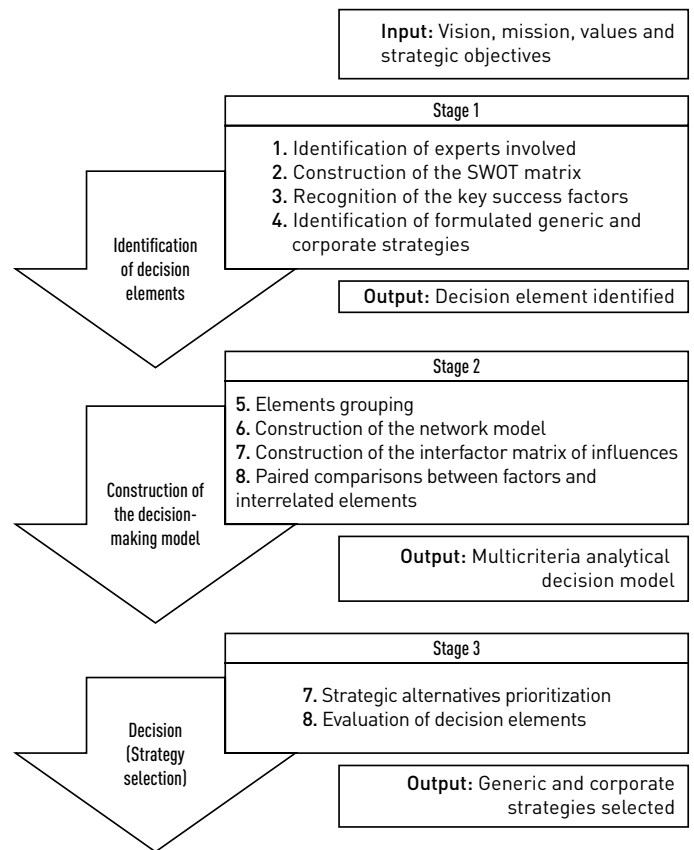 Input: Vision, mission, values and
strategic objectives
Stage 1
1. Identification of experts involved
2. Construction of the SWOT matrix
3. Recognition of the key success factors
4. Identification of formulated generic and
corporate strategies
Identification
of decision
elements
Output: Decision element identified
Stage 2
5. Elements grouping
6. Construction of the network model
7. Construction of the interfactor matrix of influences
8. Paired comparisons between factors and
interrelated elements
Construction of
the decision-
making model
Output: Multicriteria analytical
decision model
Stage 3
7. Strategic alternatives prioritization
8. Evaluation of decision elements
Decision
(Strategy
selection)
Output: Generic and corporate
strategies selected